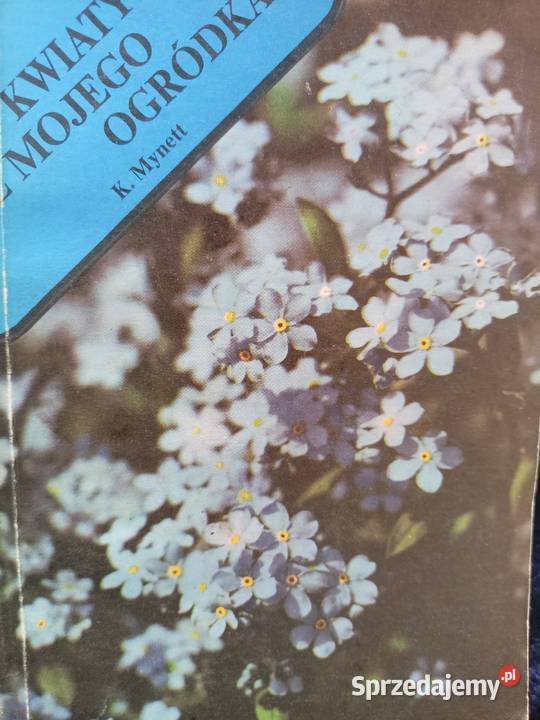 KWIATY
Z MOJEGO
OGRÓDKA
K. Mynett
Sprzedajemy.pl